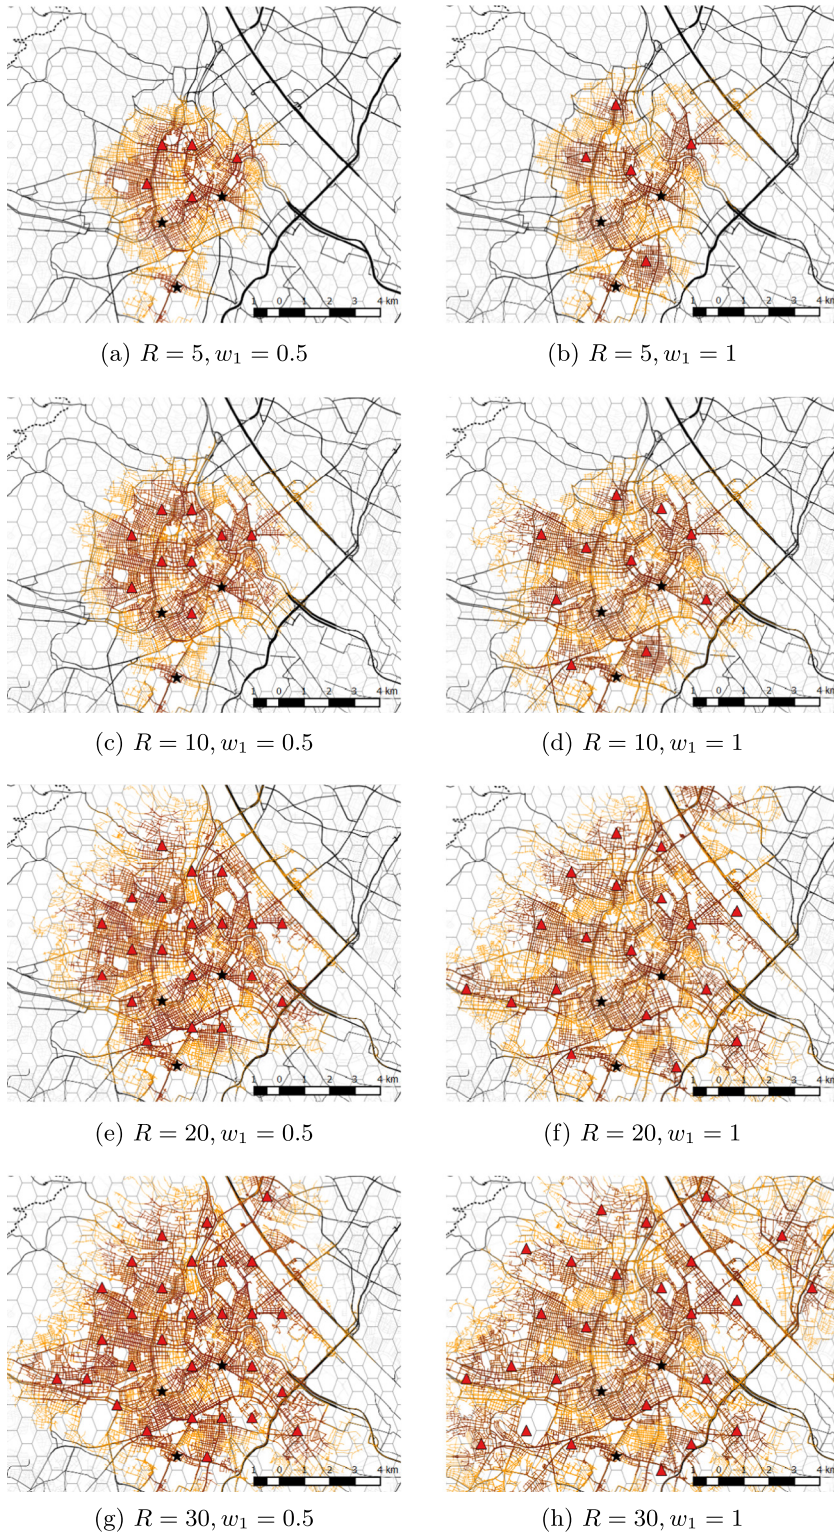 1 0 1 2 3 4 km
1 0 1 2 3 4 km
(a) R = 5, w₁ = 0.5
(b) R = 5, w₁ = 1
1 0 1 2 3 4 km
1 0 1 2 3 4 km
(c) R = 10, w₁ = 0.5
(d) R = 10, w₁ = 1
1 0 1 2 3 4 km
1 0 1 2 3 4 km
(e) R = 20, w₁ = 0.5
(f) R = 20, w₁ = 1
1 0 1 2 3 4 km
1 0 1 2 3 4 km
(g) R = 30, w₁ = 0.5
(h) R = 30, w₁ = 1